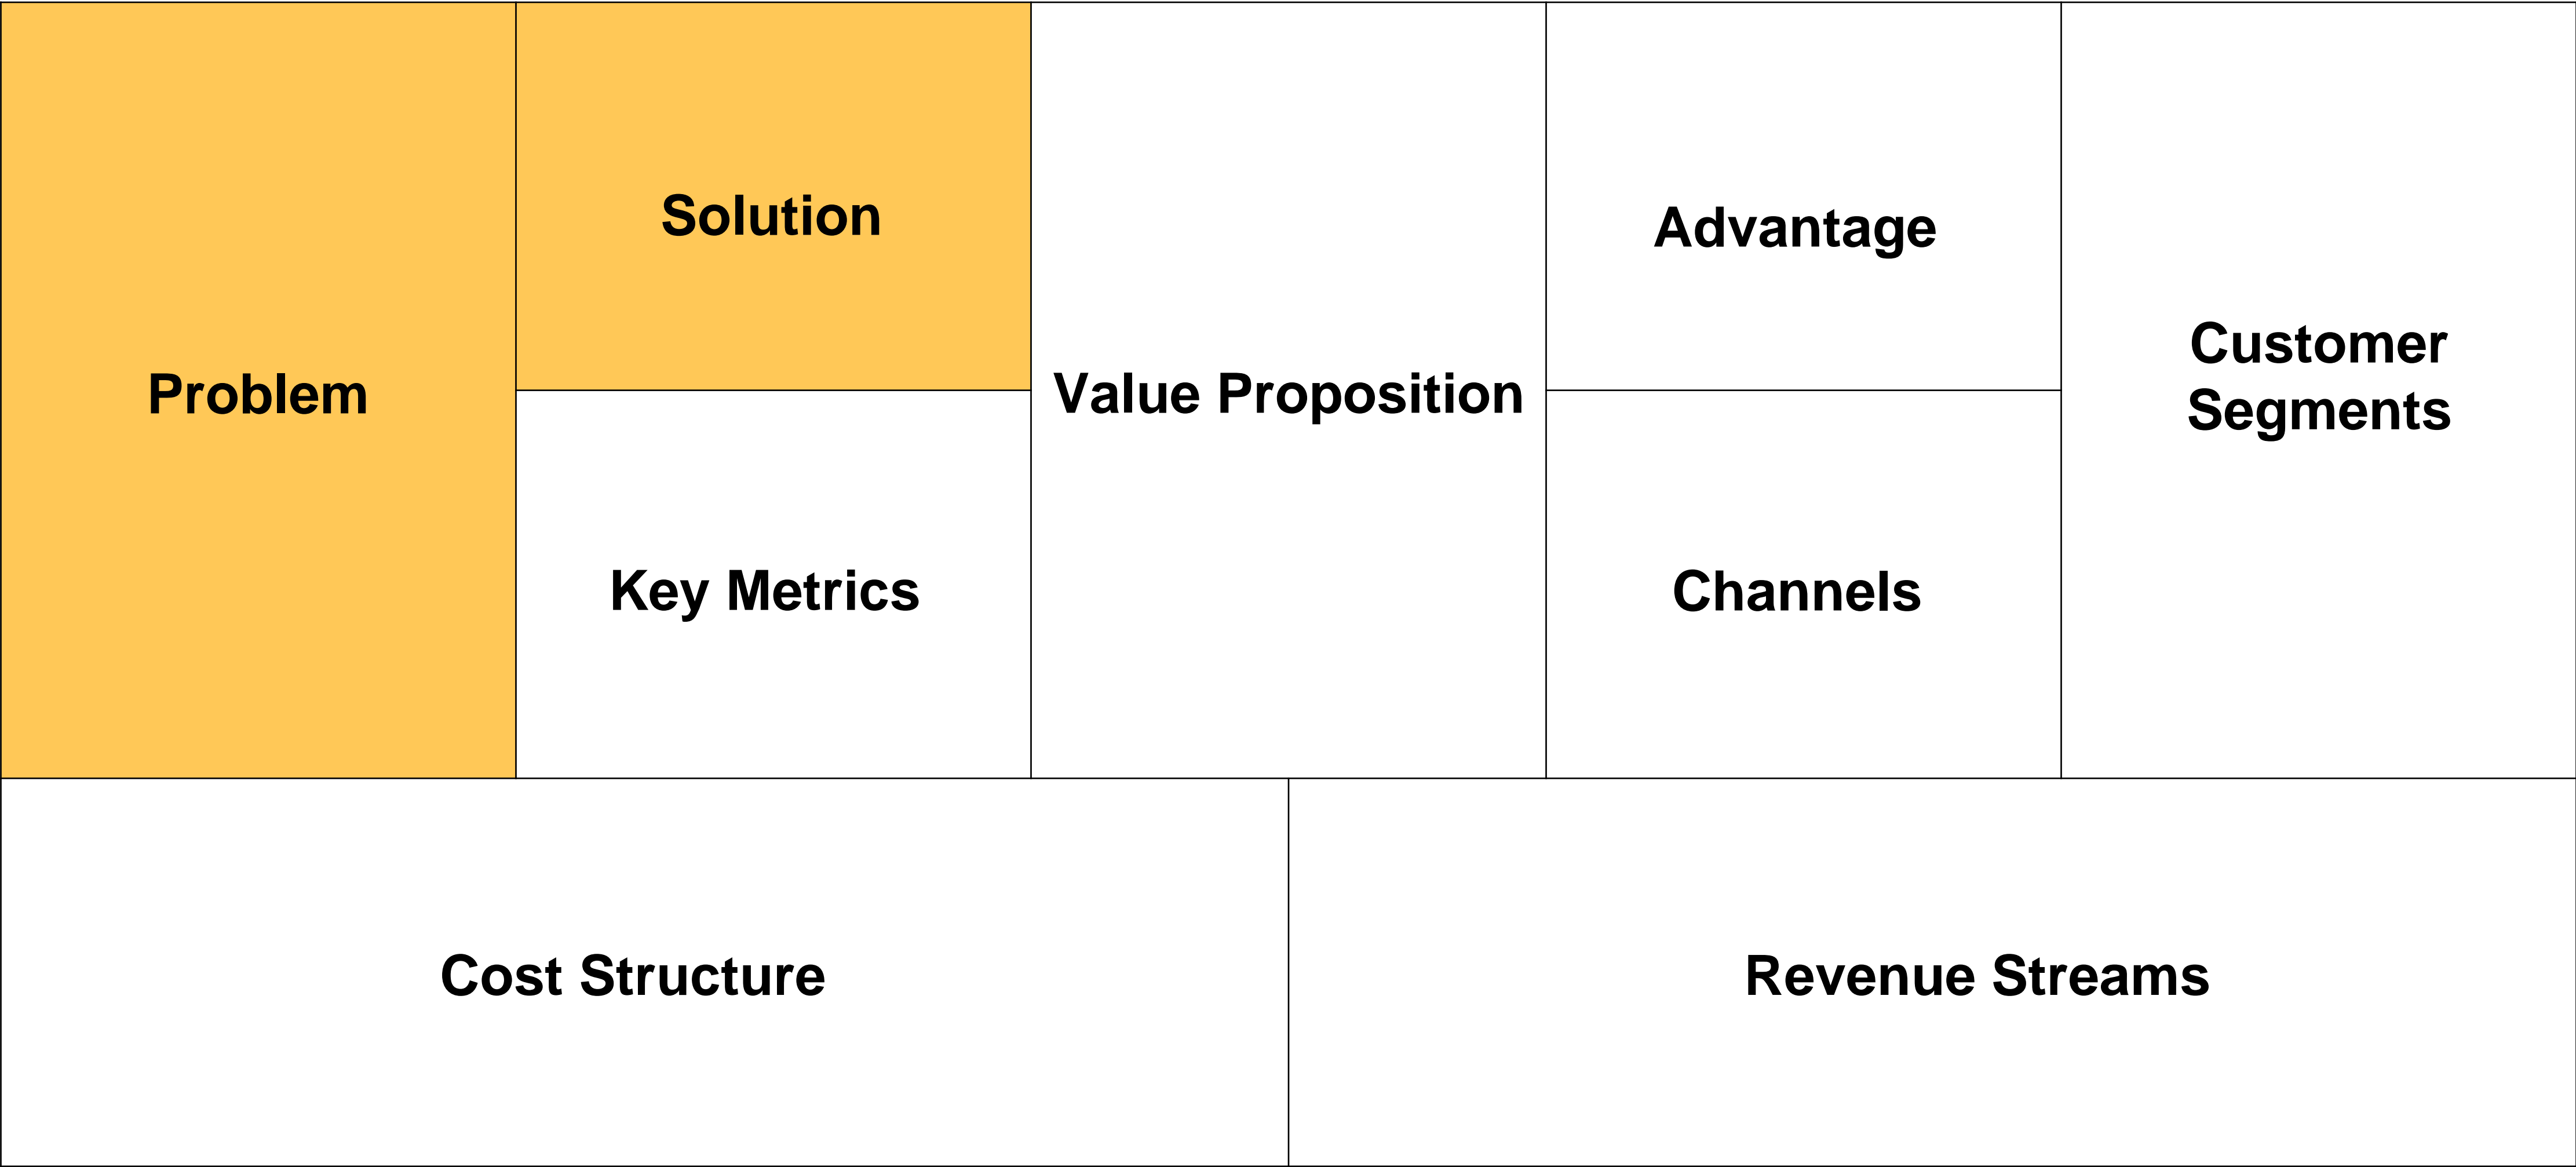 Problem
Solution
Key Metrics
Value Proposition
Advantage
Channels
Customer
Segments
Cost Structure
Revenue Streams